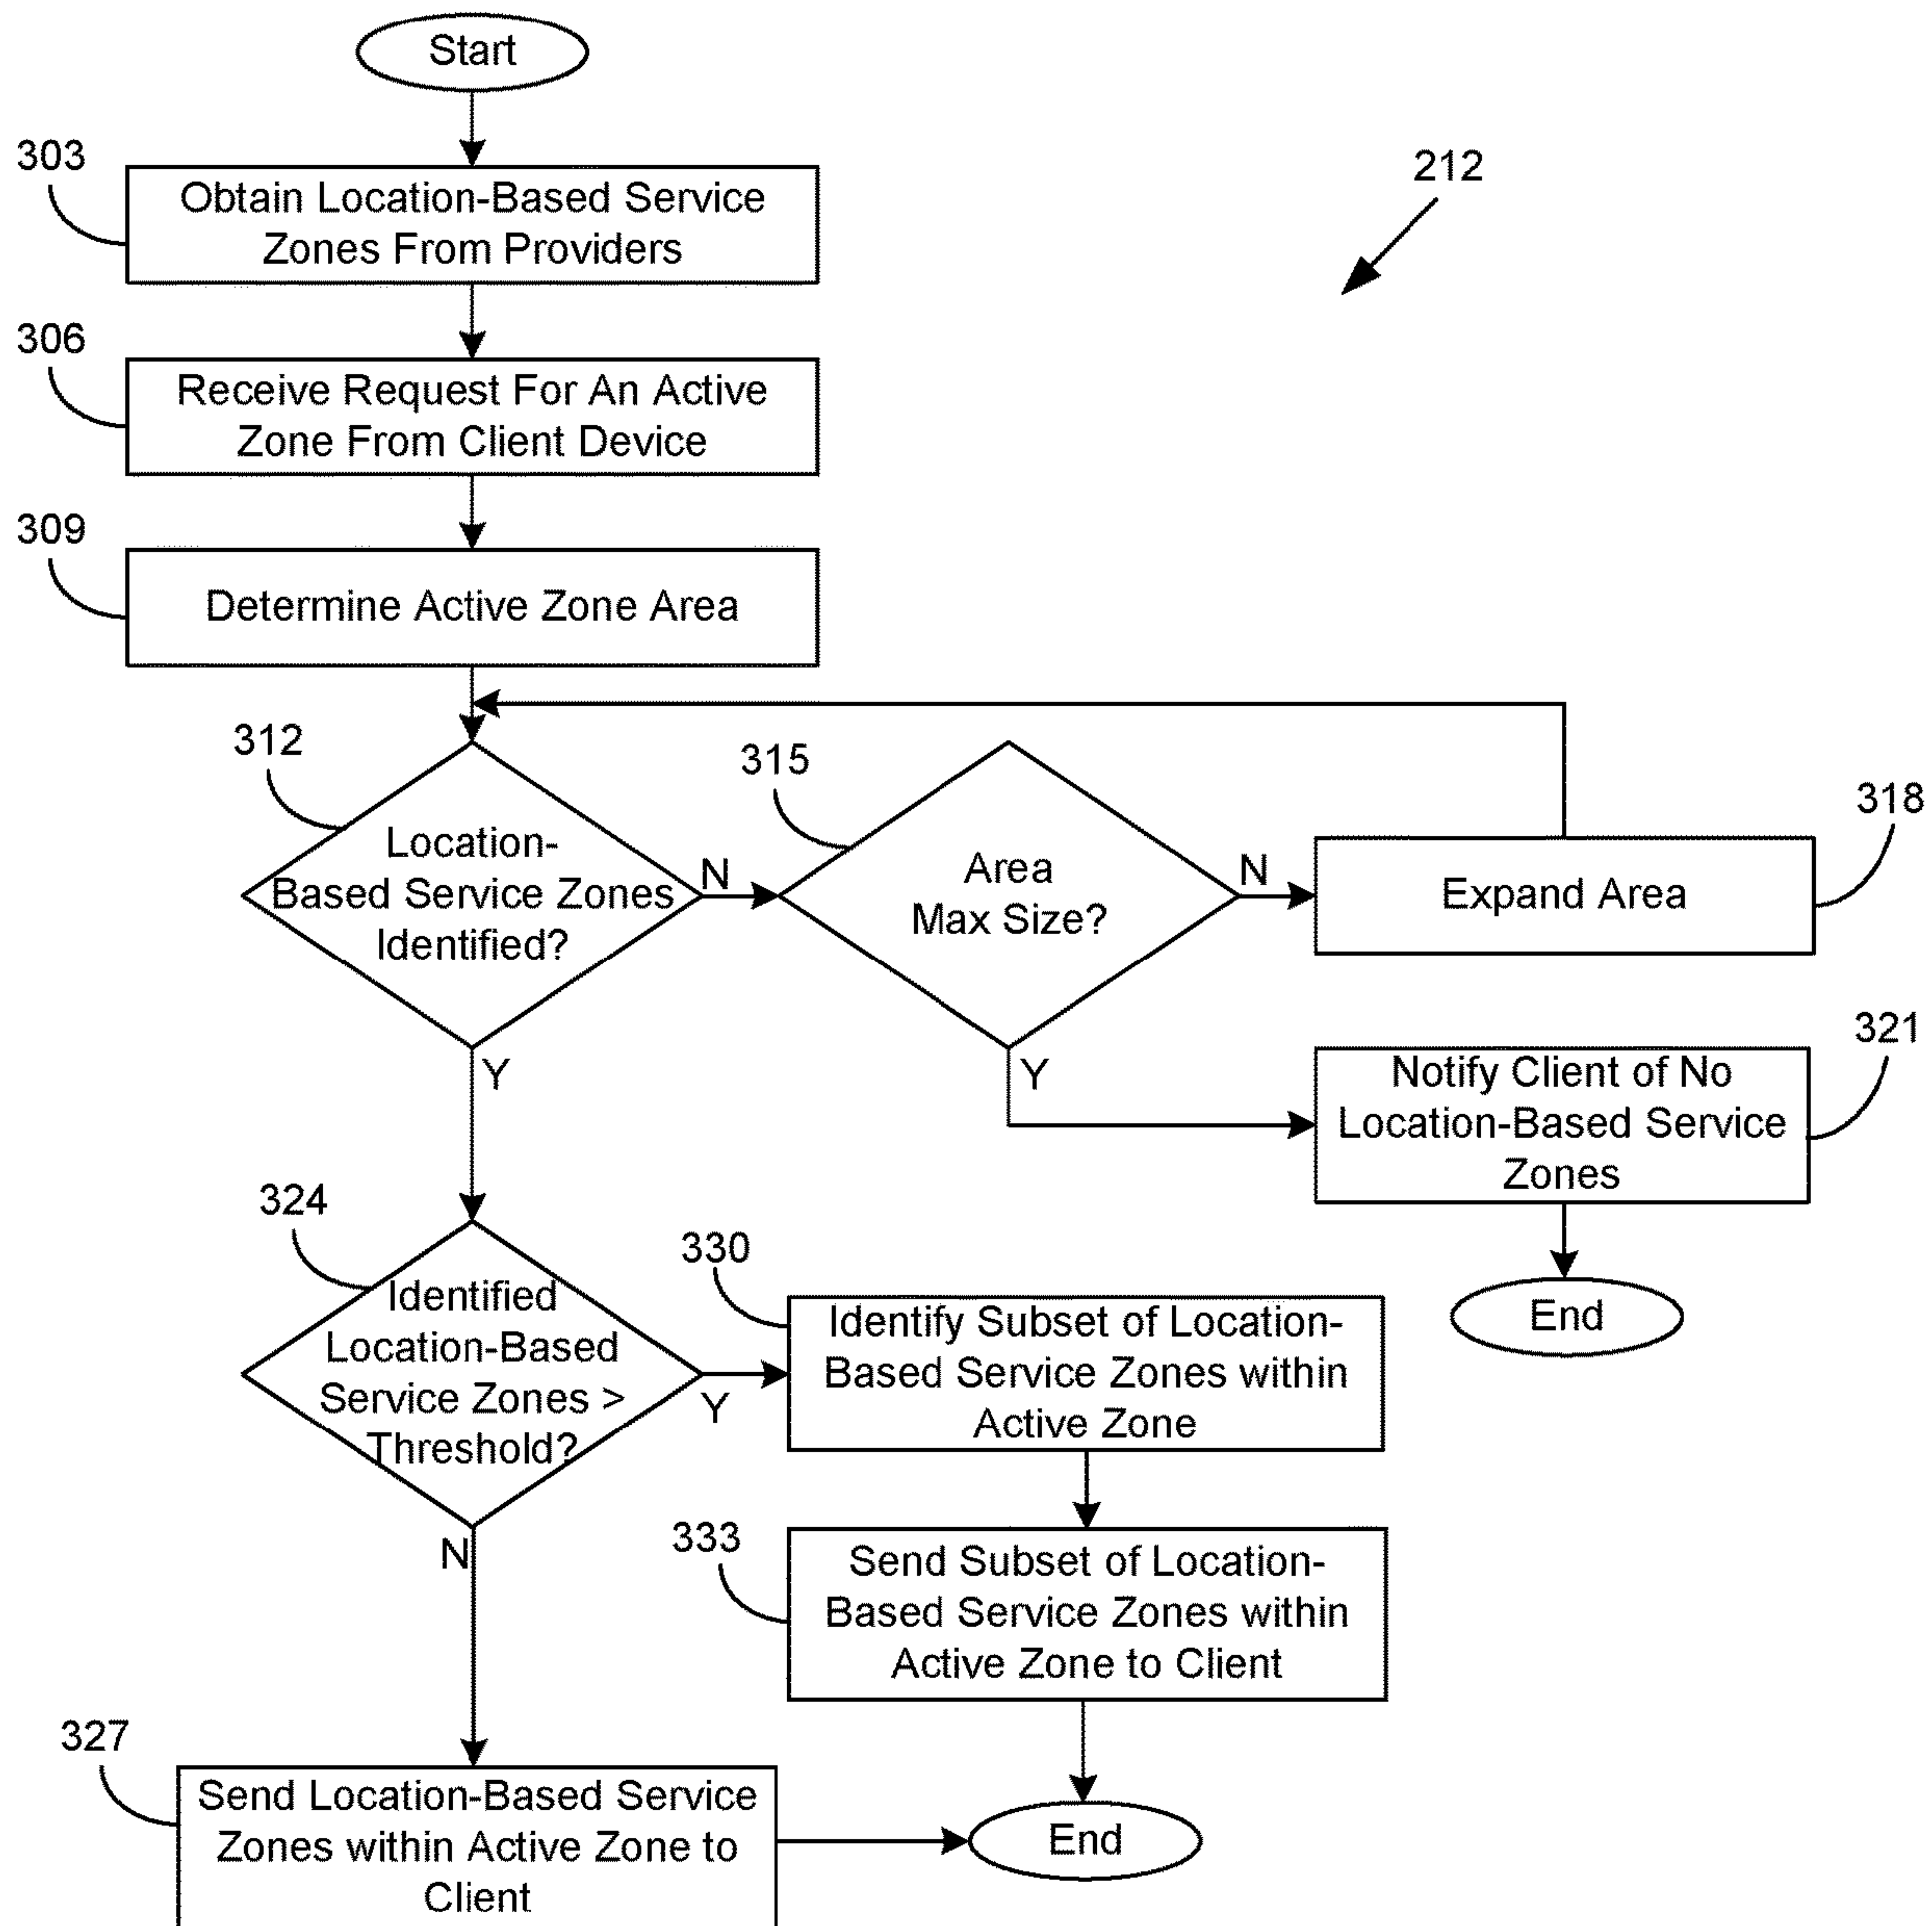 Start
303
Obtain Location-Based Service
Zones From Providers
212
306
Receive Request For An Active
Zone From Client Device
309
Determine Active Zone Area
312
Location-
Based Service Zones
Identified?
N
Y
315
Area
Max Size?
N
Y
318
Expand Area
321
Notify Client of No
Location-Based Service
Zones
End
324
Identified
Location-Based
Service Zones >
Threshold?
Y
N
330
Identify Subset of Location-
Based Service Zones within
Active Zone
333
Send Subset of Location-
Based Service Zones within
Active Zone to Client
327
Send Location-Based Service
Zones within Active Zone to
Client
End